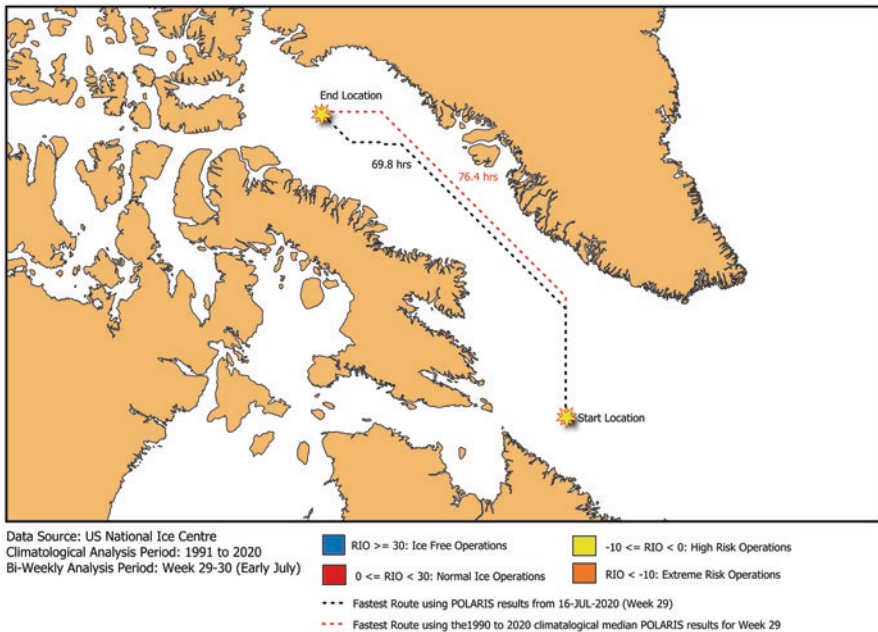 End Location
69.8 hrs
76.4 hrs
Start Location
Data Source: US National Ice Centre
Climatological Analysis Period: 1991 to 2020
Bi-Weekly Analysis Period: Week 29-30 (Early July)
RIO >= 30: Ice Free Operations
-10 <= RIO < 0: High Risk Operations
0 <= RIO < 30: Normal Ice Operations
RIO < -10: Extreme Risk Operations
Fastest Route using POLARIS results from 16-JUL-2020 (Week 29)
Fastest Route using the1990 to 2020 climatalogical median POLARIS results for Week 29